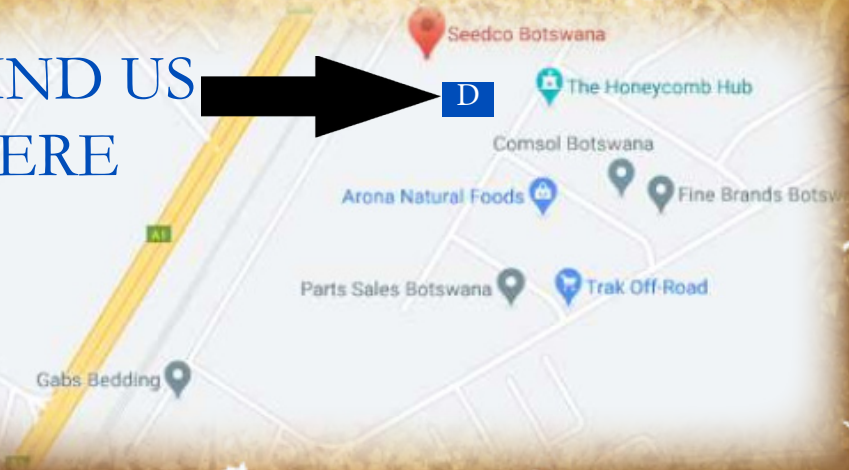 Seedco Botswana
IND US
D
The Honeycomb Hub
ERE
Comsol Botswana
Arona Natural Foods
Fine Brands Botsw
A1
Parts Sales Botswana
Trak Off-Road
Gabs Bedding